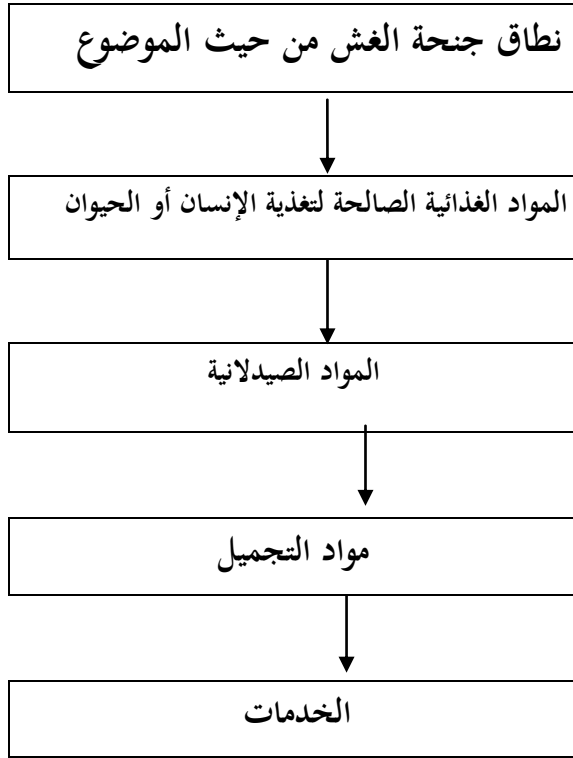 نطاق جنحة الغش من حيث الموضوع
المواد الغذائية الصالحة لتغذية الإنسان أو الحيوان
المواد الصيدلانية
مواد التجميل
الخدمات